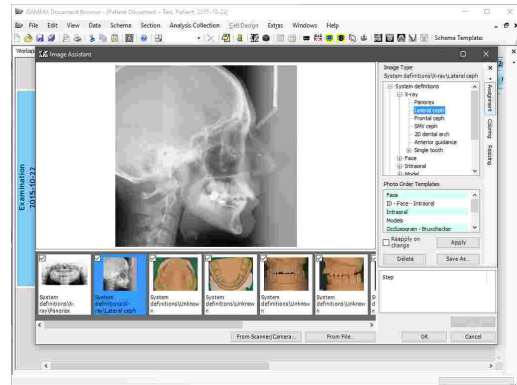 GAMMA Document Browser - [Patient Document - Test, Patient, 2015-10-22]
File Edit View Data Schema Section Analysis Collection Cell Design Extras Windows Help
Schema Template:
Image Assistant
Image Type
System definitions\X-ray\Lateral ceph
System definitions
X-ray
Panorex
Lateral ceph
Frontal ceph
SMV ceph
2D dental arch
Anterior guidance
Single tooth
Face
Intraoral
Model
Assignment
Coloring
Resizing
Photo Order Templates
Face
ID - Face - Intraoral
Intraoral
Models
Occlusogram - Bruxchecker
Reapply on change
Apply
Delete
Save As...
Step
Examination
2015-10-22
System definitions\X-ray\Panorex
System definitions\X-ray\Lateral ceph
System definitions\Unknown
System definitions\Unknown
System definitions\Unknown
System definitions\Unknown
From Scanner/Camera...
From File...
OK
Cancel